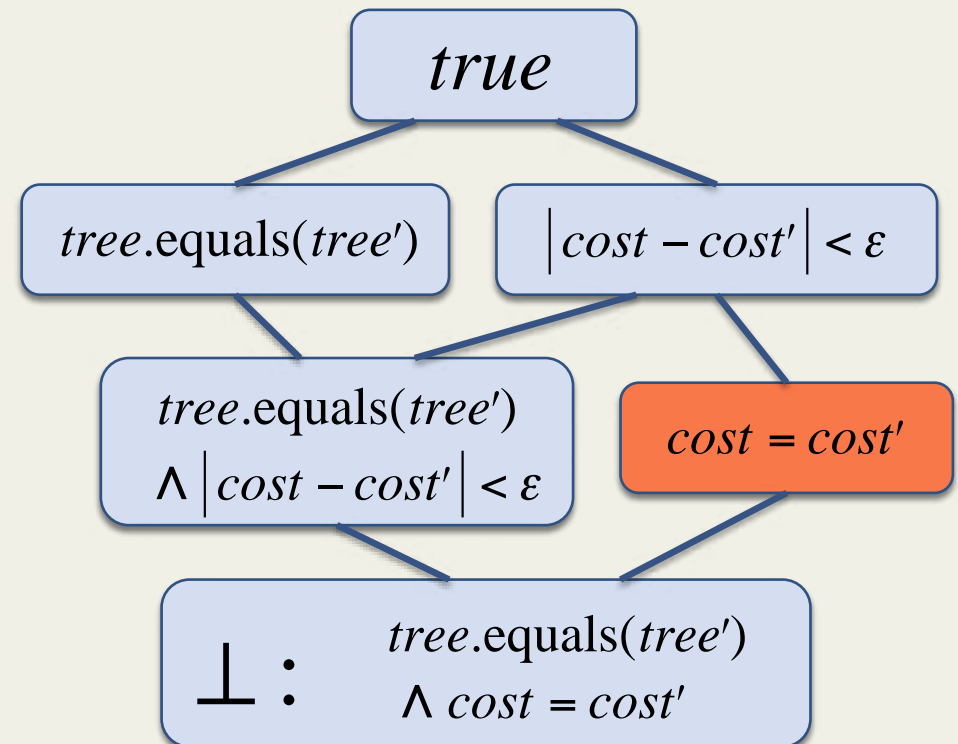 true
tree.equals(tree′)
|cost − cost′| < ε
tree.equals(tree′)
∧ |cost − cost′| < ε
cost = cost′
⊥ :
tree.equals(tree′)
∧ cost = cost′